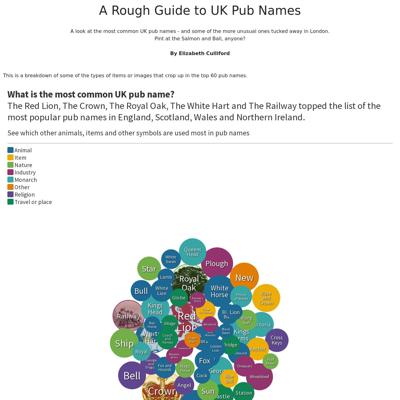 A Rough Guide to UK Pub Names
A look at the most common UK pub names - and some of the more unusual ones tucked away in London.
Pint at the Salmon and Ball, anyone?
By Elizabeth Culliford
This is a breakdown of some of the types of items or images that crop up in the top 60 pub names.
What is the most common UK pub name?
The Red Lion, The Crown, The Royal Oak, The White Hart and The Railway topped the list of the
most popular pub names in England, Scotland, Wales and Northern Ireland.
See which other animals, items and other symbols are used most in pub names
Animal
Item
Nature
Industry
Monarch
Other
Religion
Travel or place
Queens
Head
Plough
Star
New
Royal
Oak
Bull
White
Lion
White
Horse
Globe
Kings
Head
Railway
Red
Lion
Ship
Royal
Cross
Keys
Fox
Bell
Cock
Angel
Crown
Sun